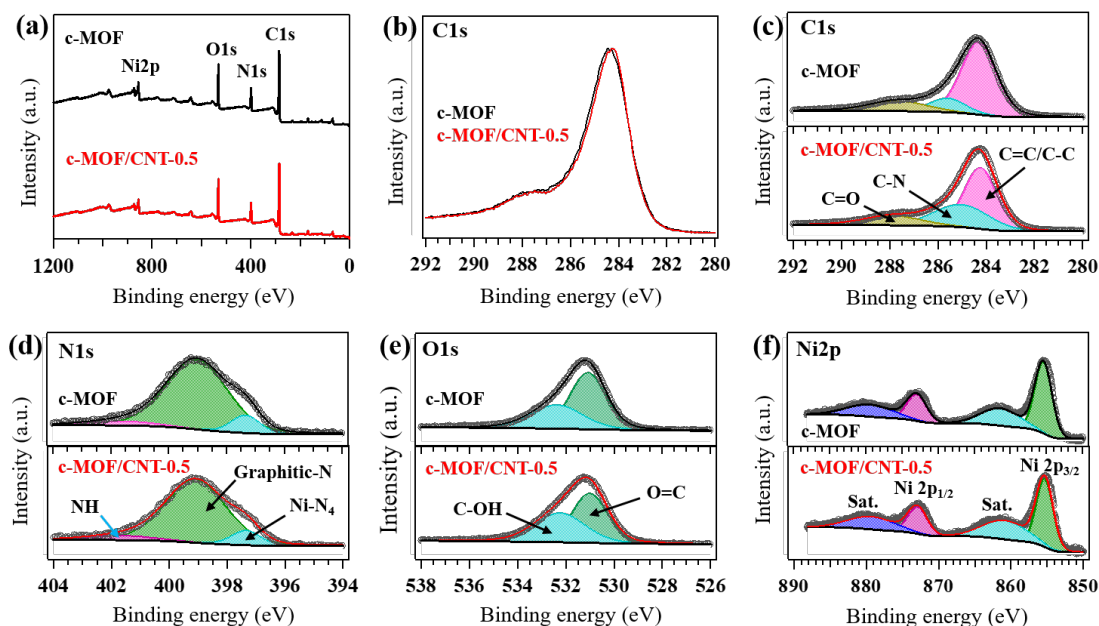 (a)
c-MOF
C1s
O1s
Ni2p
N1s
c-MOF/CNT-0.5
Intensity (a.u.)
1200 800 400 0
Binding energy (eV)
(b)
C1s
c-MOF
c-MOF/CNT-0.5
Intensity (a.u.)
292 290 288 286 284 282 280
Binding energy (eV)
(c)
C1s
c-MOF
c-MOF/CNT-0.5
C=C/C-C
C-N
C=O
Intensity (a.u.)
292 290 288 286 284 282 280
Binding energy (eV)
(d)
N1s
c-MOF
c-MOF/CNT-0.5
Graphitic-N
NH
Ni-N4
Intensity (a.u.)
404 402 400 398 396 394
Binding energy (eV)
(e)
O1s
c-MOF
c-MOF/CNT-0.5
C-OH
O=C
Intensity (a.u.)
538 536 534 532 530 528 526
Binding energy (eV)
(f)
Ni2p
c-MOF
c-MOF/CNT-0.5
Ni 2p3/2
Ni 2p1/2
Sat.
Sat.
Intensity (a.u.)
888 880 870 860 850
Binding energy (eV)